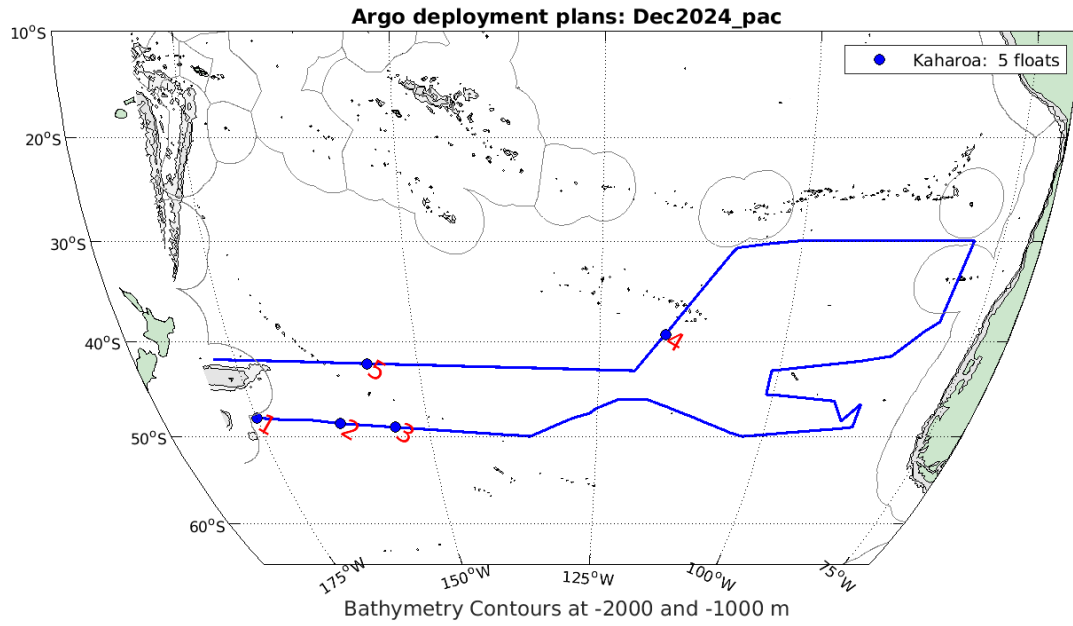 Argo deployment plans: Dec2024_pac
Kaharoa: 5 floats
10°S
20°S
30°S
40°S
50°S
60°S
1
2
3
4
5
175°W
150°W
125°W
100°W
75°W
Bathymetry Contours at -2000 and -1000 m